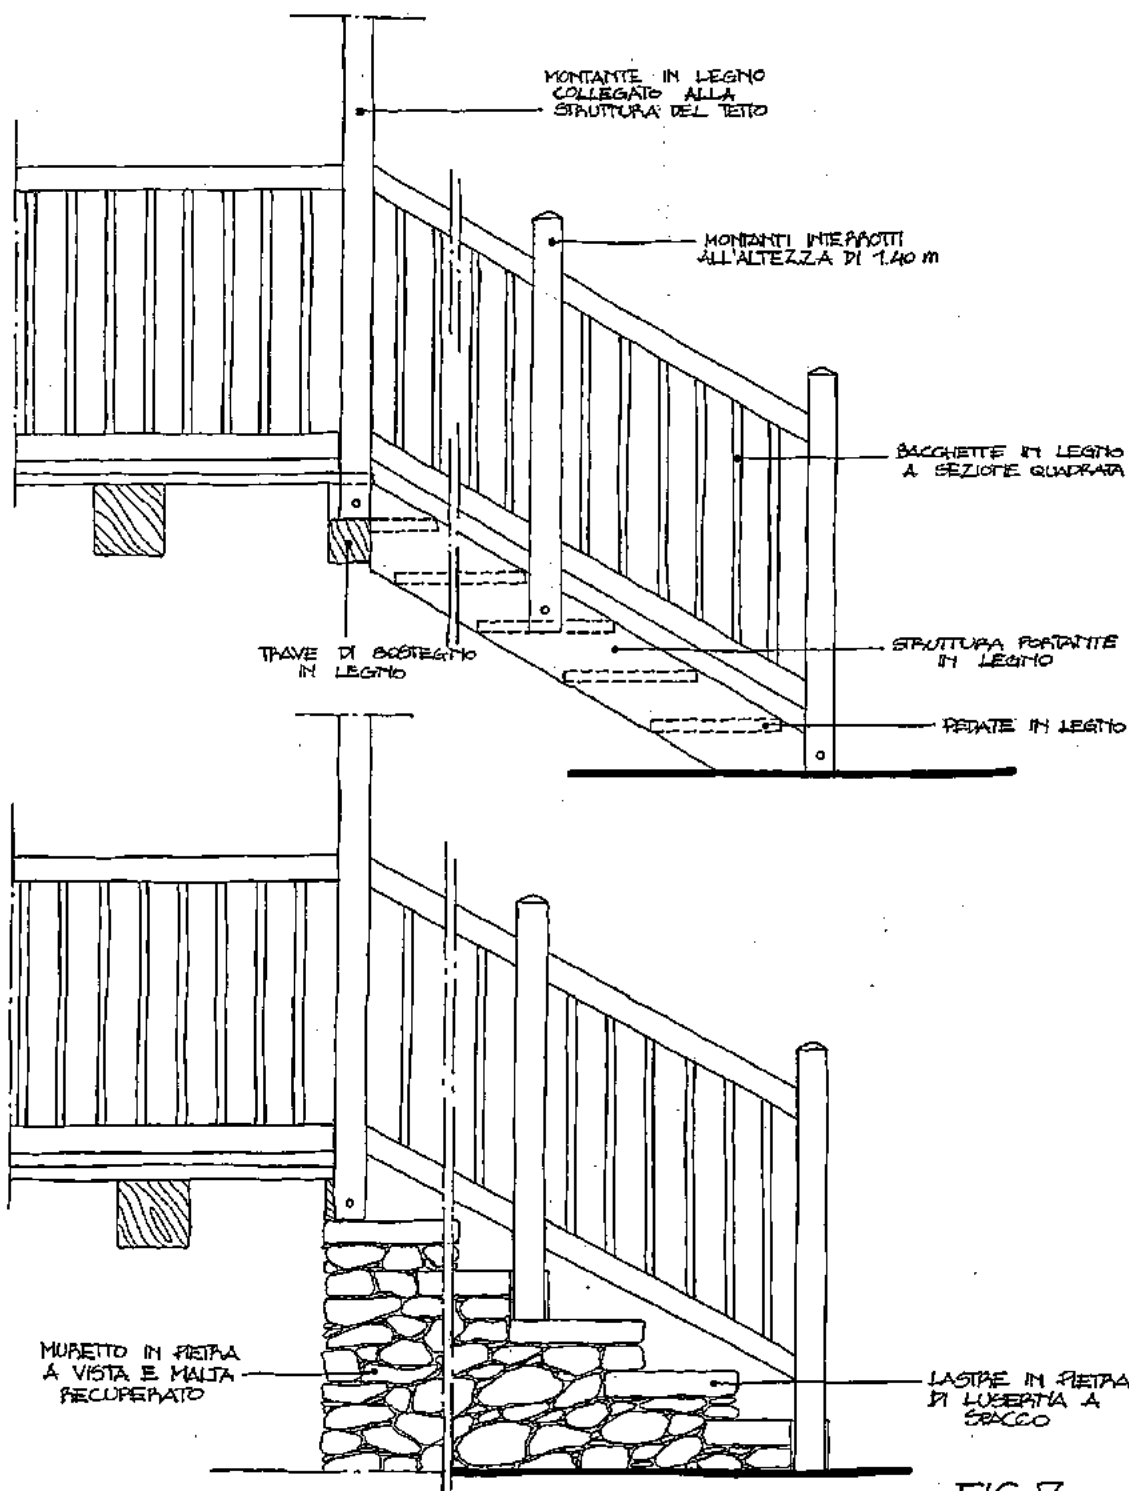 MONTANTE IN LEGNO
COLLEGATO ALLA
STRUTTURA DEL TETTO
MONTANTI INTERROTTI
ALL'ALTEZZA DI 1.40 m
BACCHETTE IN LEGNO
A SEZIONE QUADRATA
TRAVE DI SOSTEGNO
IN LEGNO
STRUTTURA PORTANTE
IN LEGNO
PEDATE IN LEGNO
MURETTO IN PIETRA
A VISTA E MALTA
RECUPERATO
LASTRE IN PIETRA
DI LUSERNA A
SPACCO